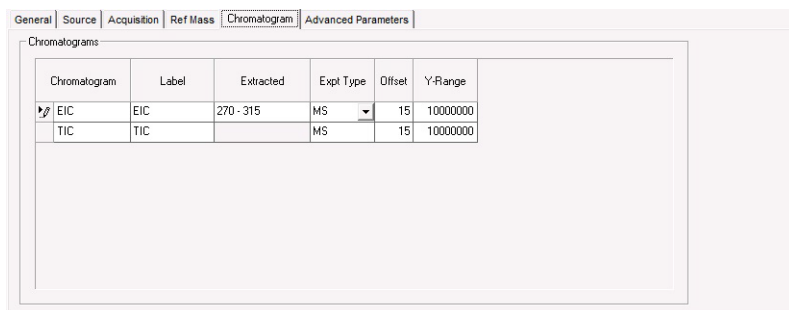 General Source Acquisition Ref Mass Chromatogram Advanced Parameters
Chromatograms
Chromatogram Label Extracted Expt Type Offset Y-Range
EIC EIC 270 - 315 MS 15 10000000
TIC TIC MS 15 10000000